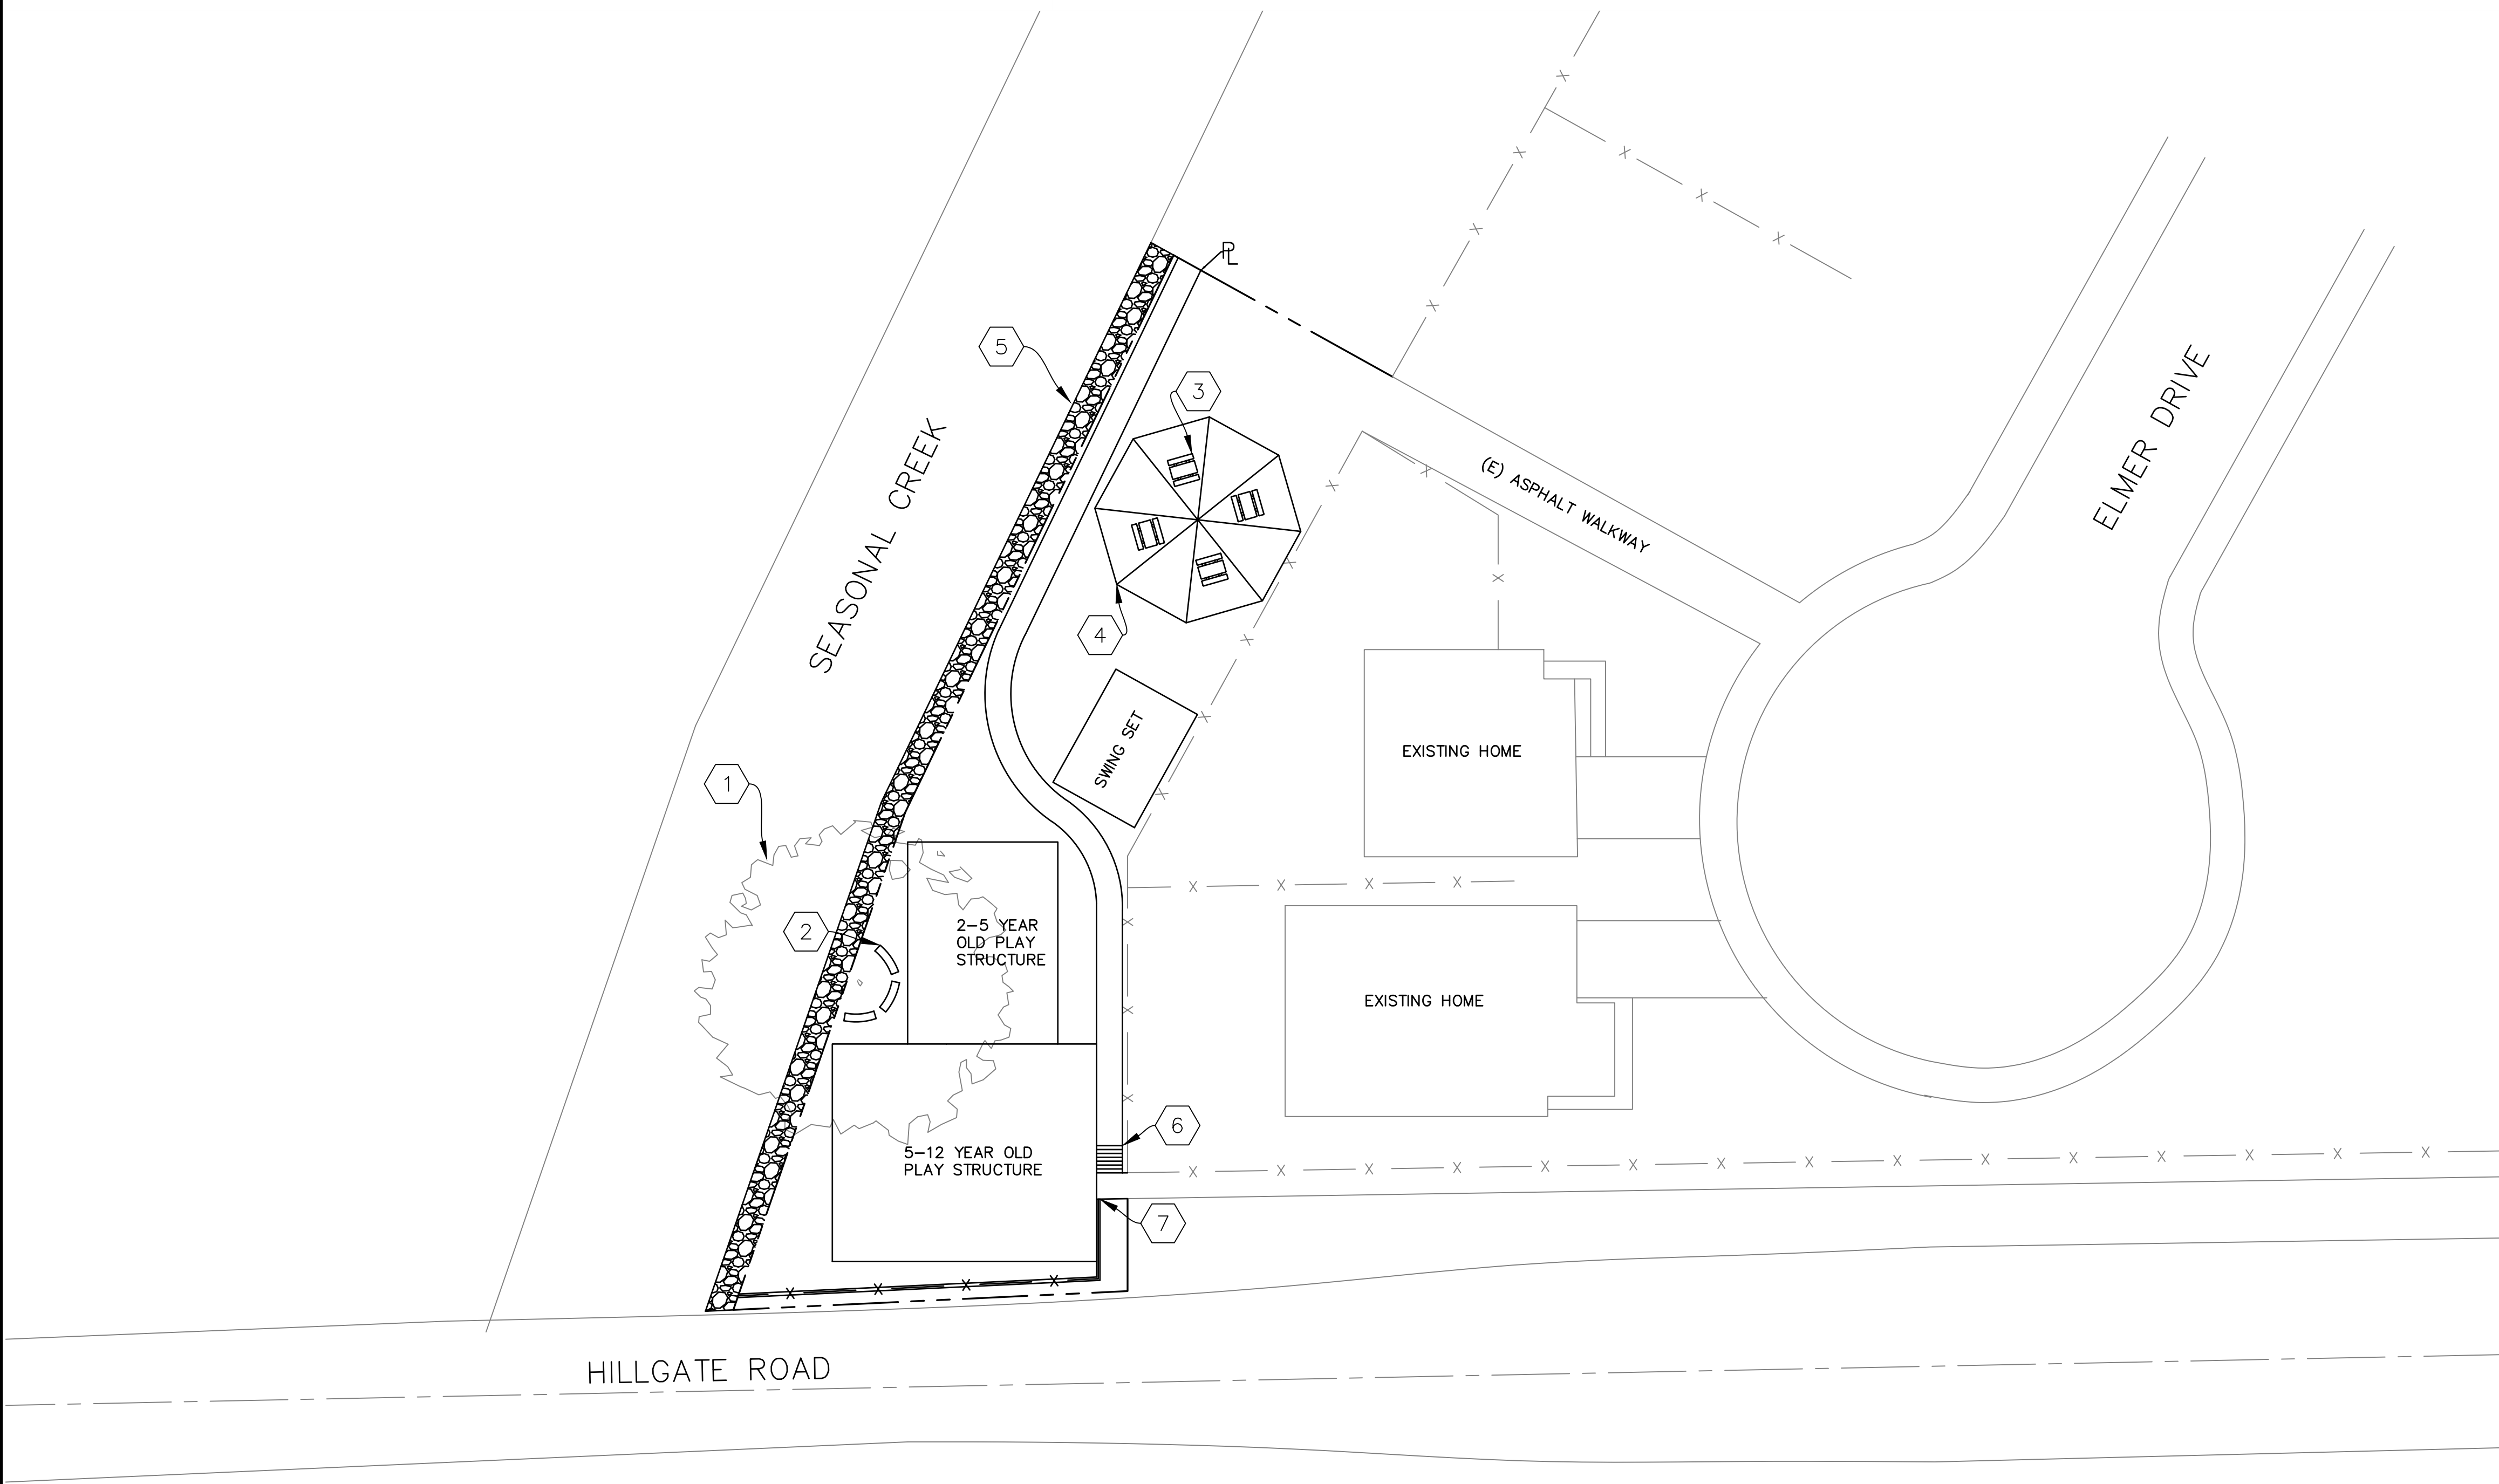 PL
5
3
SEASONAL CREEK
ELMER DRIVE
(E) ASPHALT WALKWAY
4
SWING SET
EXISTING HOME
1
2
2-5 YEAR
OLD PLAY
STRUCTURE
EXISTING HOME
6
5-12 YEAR OLD
PLAY STRUCTURE
7
HILLGATE ROAD